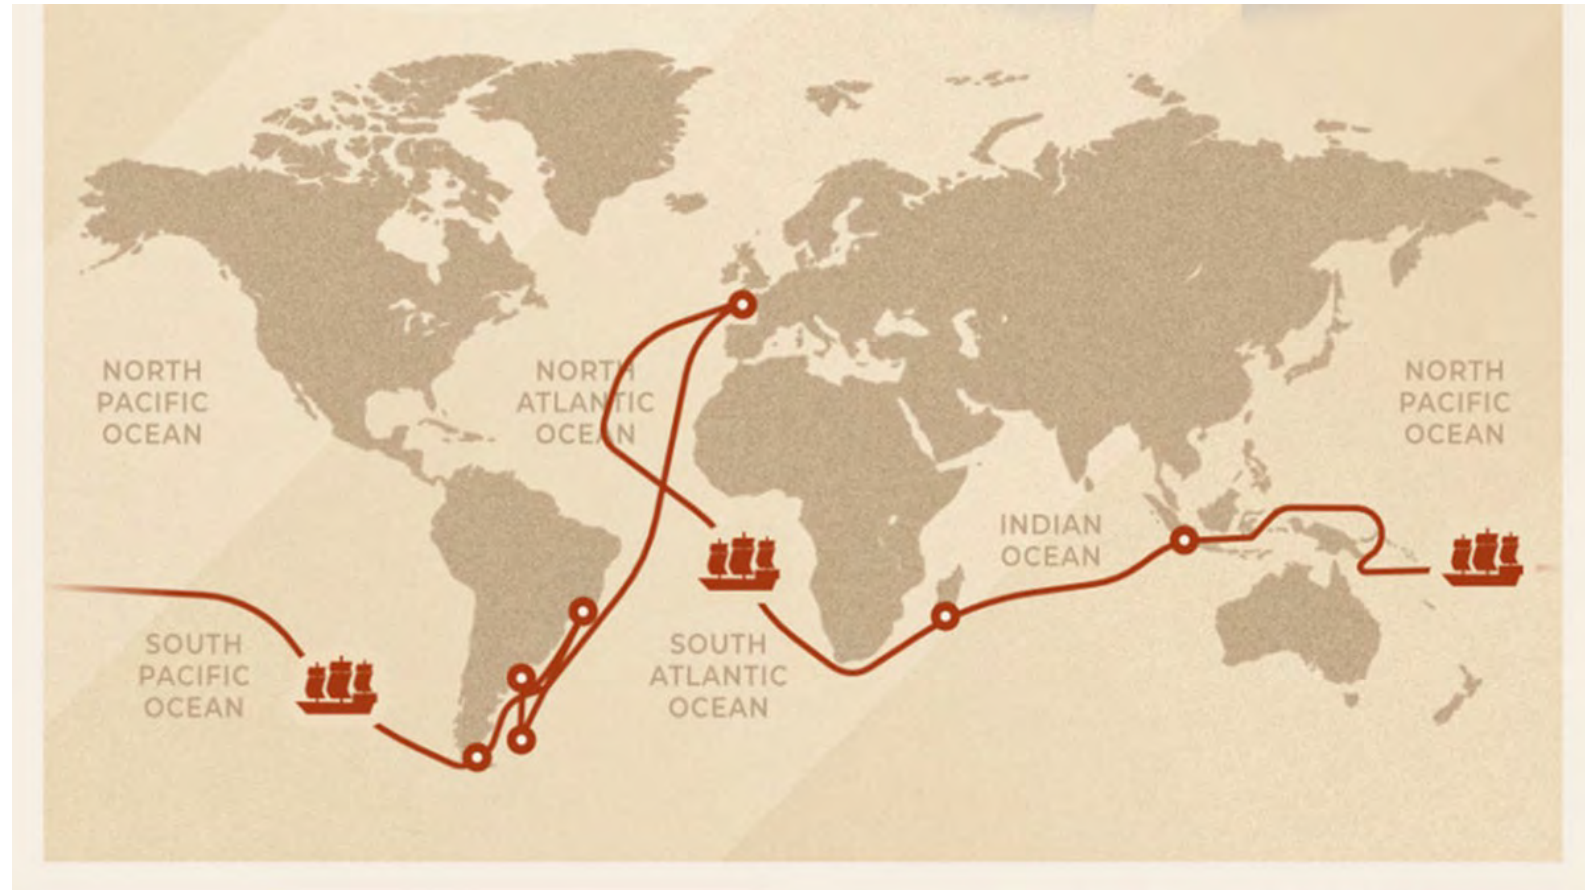 NORTH
PACIFIC
OCEAN
NORTH
ATLANTIC
OCEAN
NORTH
PACIFIC
OCEAN
INDIAN
OCEAN
SOUTH
PACIFIC
OCEAN
SOUTH
ATLANTIC
OCEAN